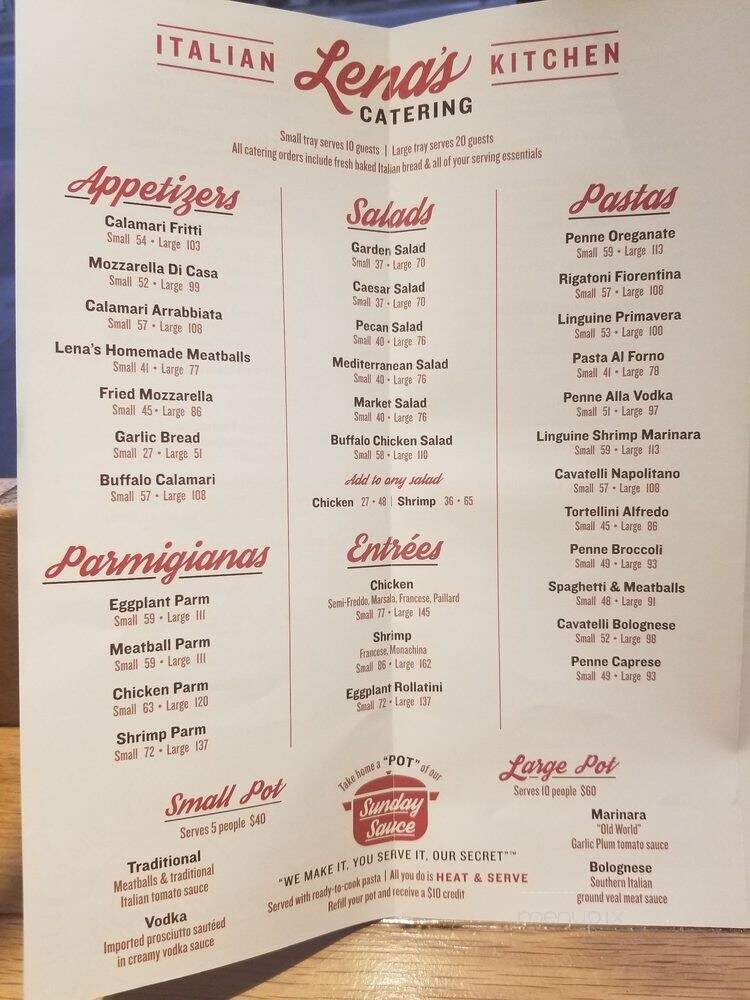 ITALIAN Lena's KITCHEN
CATERING
Small tray serves 10 guests | Large tray serves 20 guests
All catering orders include fresh baked Italian bread & all of your serving essentials
Appetizers
Calamari Fritti
Small 54 • Large 103
Mozzarella Di Casa
Small 52 • Large 99
Calamari Arrabbiata
Small 57 • Large 108
Lena's Homemade Meatballs
Small 41 • Large 77
Fried Mozzarella
Small 45 • Large 86
Garlic Bread
Small 27 • Large 51
Buffalo Calamari
Small 57 • Large 108
Parmigianas
Eggplant Parm
Small 59 • Large 111
Meatball Parm
Small 59 • Large 111
Chicken Parm
Small 63 • Large 120
Shrimp Parm
Small 72 • Large 137
Salads
Garden Salad
Small 37 • Large 70
Caesar Salad
Small 37 • Large 70
Pecan Salad
Small 40 • Large 76
Mediterranean Salad
Small 40 • Large 76
Market Salad
Small 40 • Large 76
Buffalo Chicken Salad
Small 58 • Large 110
Add to any salad
Chicken 27 • 48 | Shrimp 36 • 65
Entrées
Chicken
Semi-Freddo, Marsala, Francese, Paillard
Small 77 • Large 145
Shrimp
Francese, Monachina
Small 86 • Large 162
Eggplant Rollatini
Small 72 • Large 137
Pastas
Penne Oreganate
Small 59 • Large 113
Rigatoni Fiorentina
Small 57 • Large 108
Linguine Primavera
Small 53 • Large 100
Pasta Al Forno
Small 41 • Large 78
Penne Alla Vodka
Small 51 • Large 97
Linguine Shrimp Marinara
Small 59 • Large 113
Cavatelli Napolitano
Small 57 • Large 108
Tortellini Alfredo
Small 45 • Large 86
Penne Broccoli
Small 49 • Large 93
Spaghetti & Meatballs
Small 48 • Large 91
Cavatelli Bolognese
Small 52 • Large 98
Penne Caprese
Small 49 • Large 93
Small Pot
Serves 5 people $40
Traditional
Meatballs & traditional
Italian tomato sauce
Vodka
Imported prosciutto sautéed
in creamy vodka sauce
Take home a "POT" of our
Sunday
Sauce
"WE MAKE IT, YOU SERVE IT, OUR SECRET"™
Served with ready-to-cook pasta | All you do is HEAT & SERVE
Refill your pot and receive a $10 credit
Large Pot
Serves 10 people $60
Marinara
"Old World"
Garlic Plum tomato sauce
Bolognese
Southern Italian
ground veal meat sauce
menupix